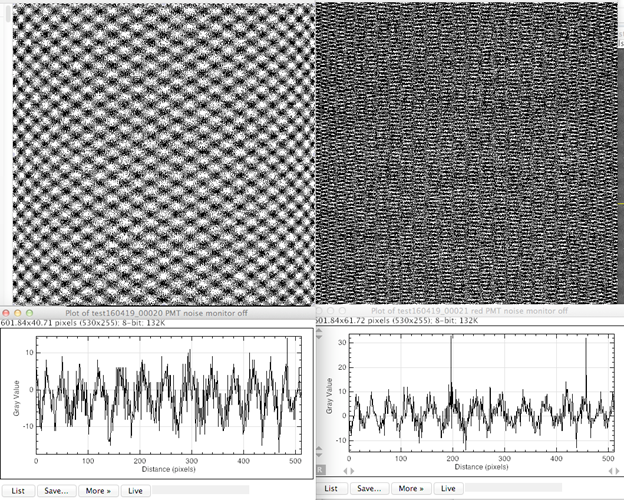 Plot of test160419_00020 PMT noise monitor off
601.84x40.71 pixels (530x255); 8-bit; 132K
10
0
-10
Gray Value
0
100
200
300
400
500
Distance (pixels)
List
Save...
More »
Live
Plot of test160419_00021 red PMT noise monitor off
601.84x61.72 pixels (530x255); 8-bit; 132K
30
20
10
0
-10
Gray Value
0
100
200
300
400
500
Distance (pixels)
R
List
Save...
More »
Live